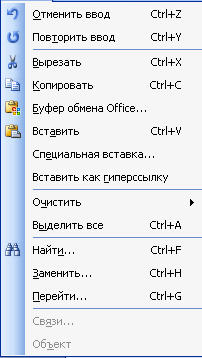 Отменить ввод Ctrl+Z
Повторить ввод Ctrl+Y
Вырезать Ctrl+X
Копировать Ctrl+C
Буфер обмена Office...
Вставить Ctrl+V
Специальная вставка...
Вставить как гиперссылку
Очистить
Выделить все Ctrl+A
Найти... Ctrl+F
Заменить... Ctrl+H
Перейти... Ctrl+G
Связи...
Объект